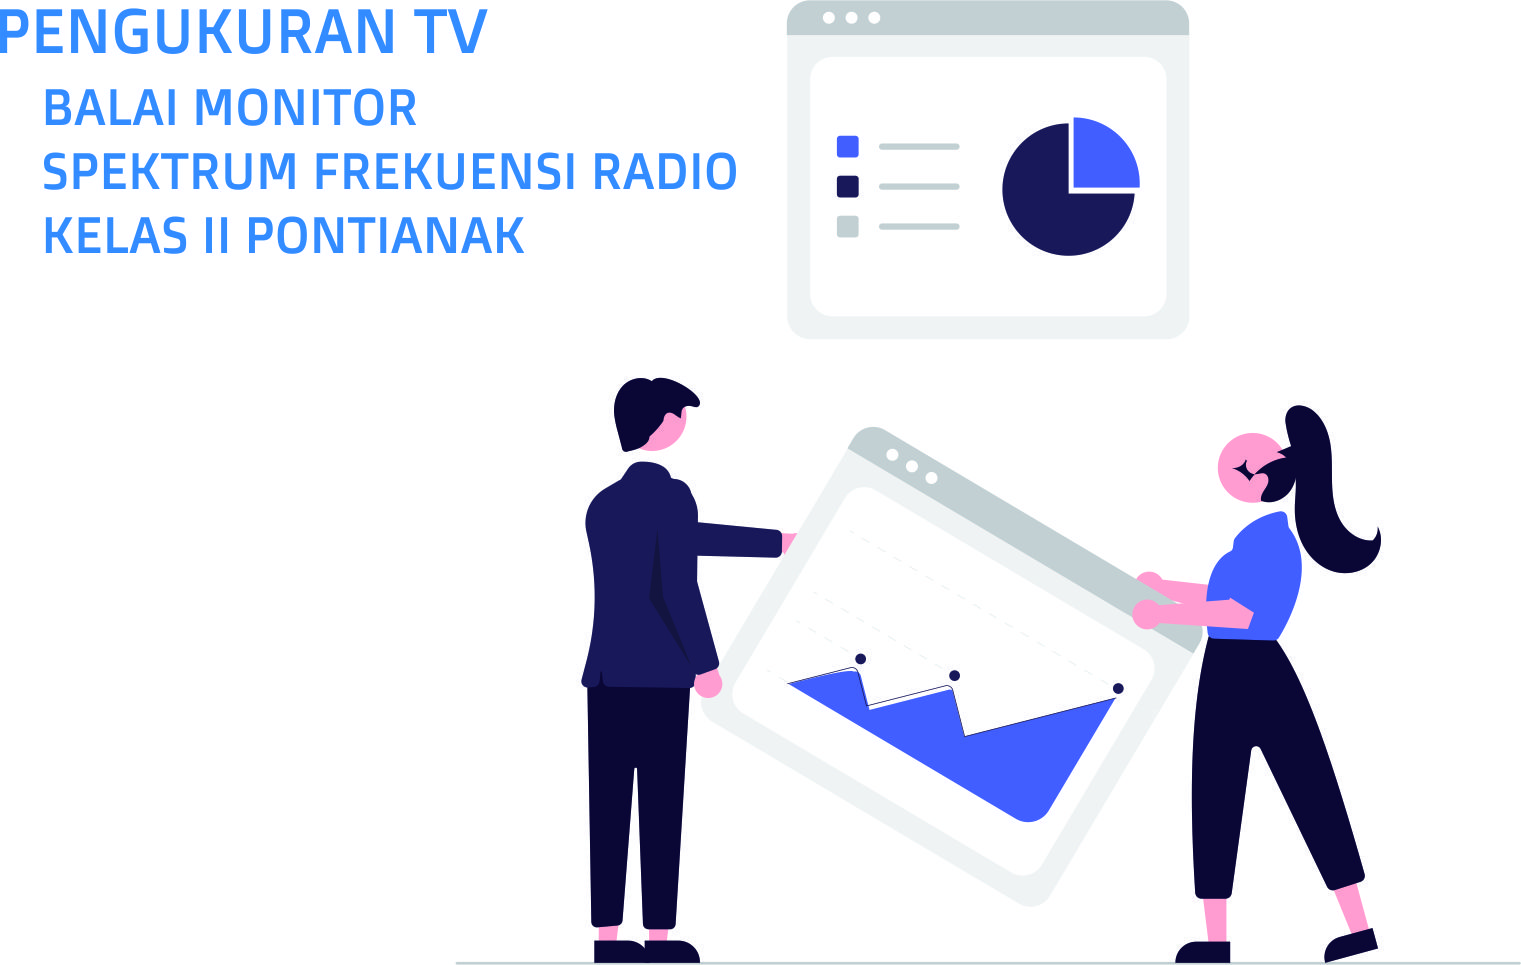 PENGUKURAN TV
BALAI MONITOR
SPEKTRUM FREKUENSI RADIO
KELAS II PONTIANAK